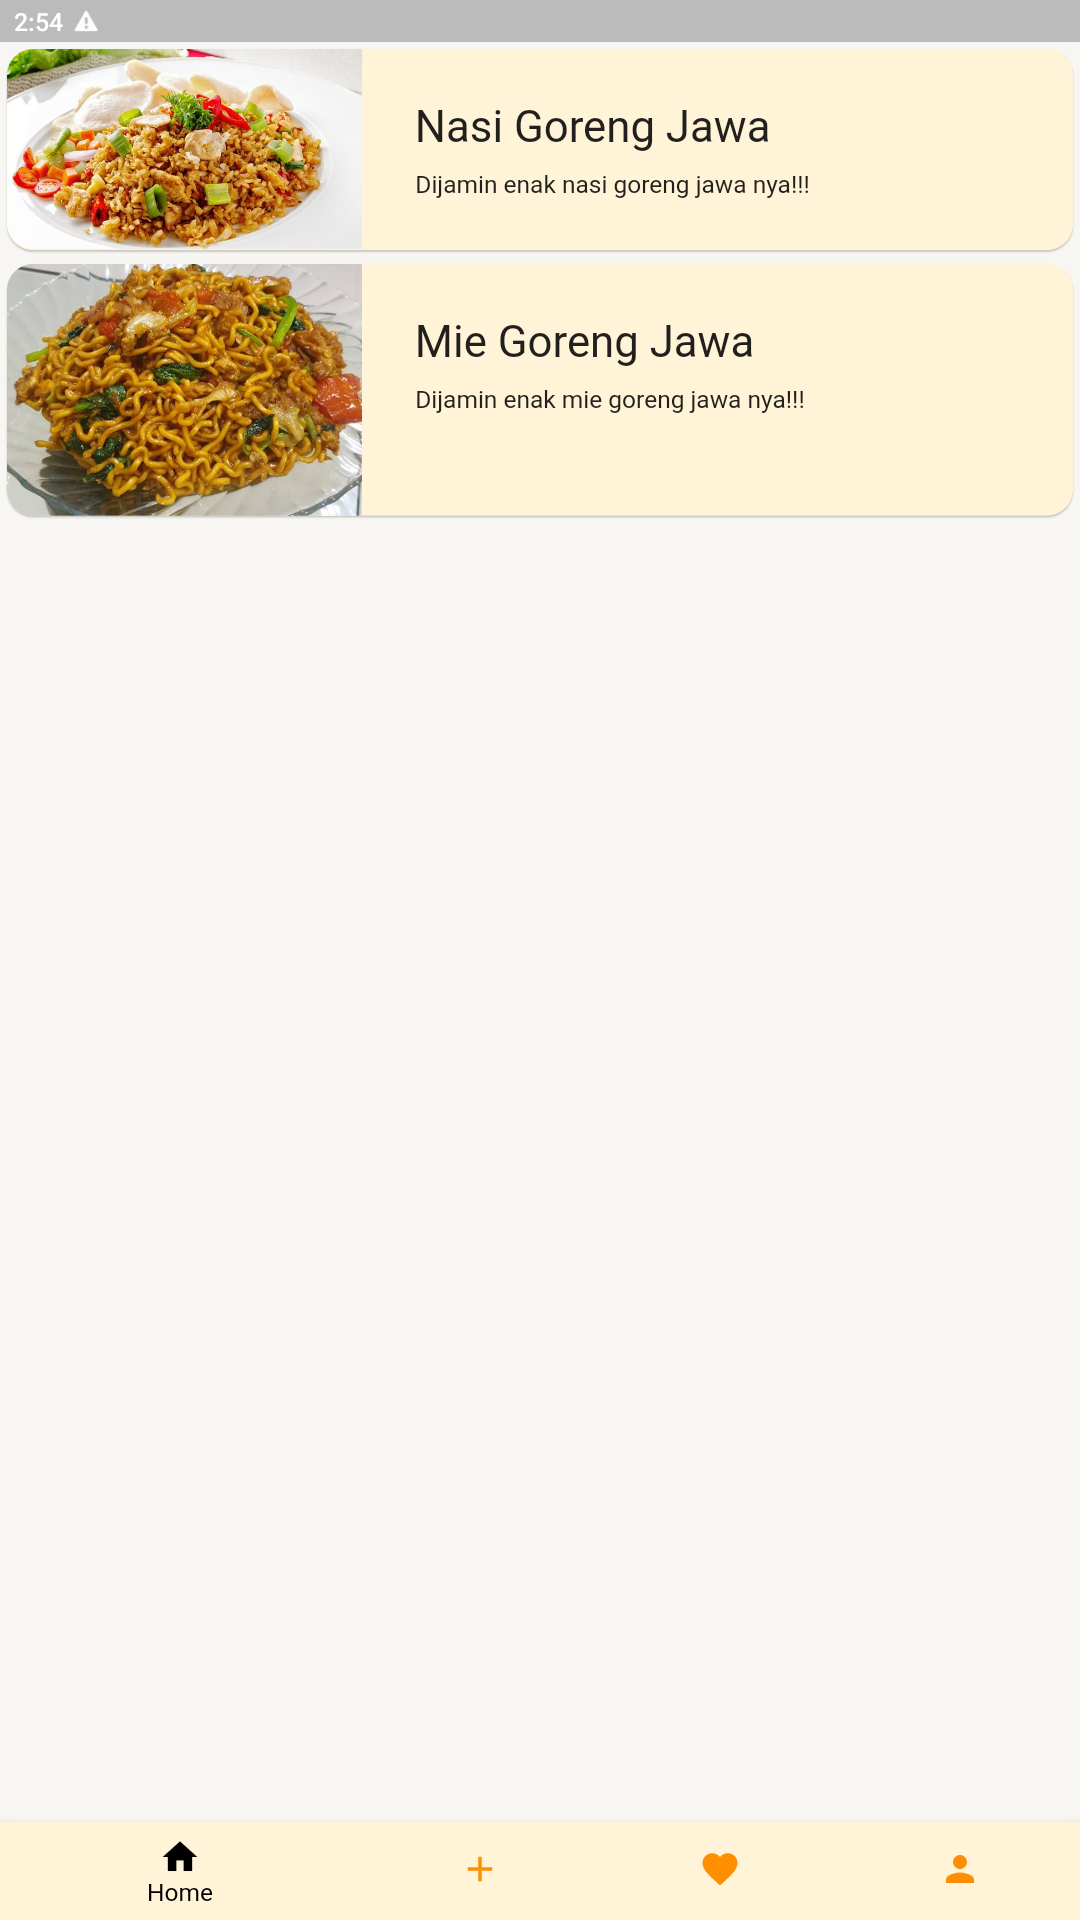 2:54
Nasi Goreng Jawa
Dijamin enak nasi goreng jawa nya!!!
Mie Goreng Jawa
Dijamin enak mie goreng jawa nya!!!
Home